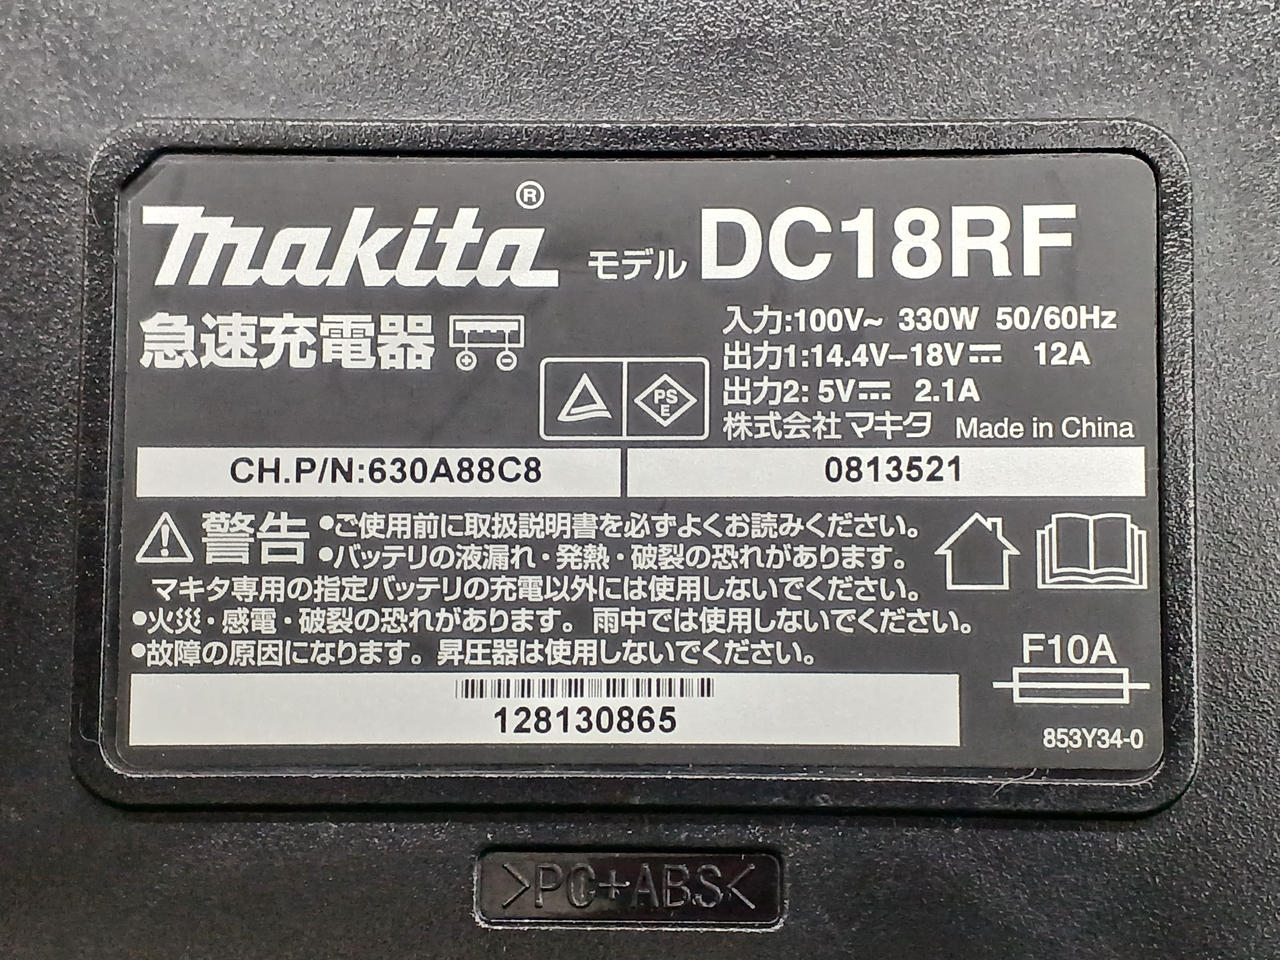 makita®
モデル DC18RF
急速充電器
入力:100V~ 330W 50/60Hz
出力1:14.4V–18V⎓ 12A
出力2: 5V⎓ 2.1A
PS
E
株式会社 マキタ Made in China
CH.P/N:630A88C8
0813521
警告 •ご使用前に取扱説明書を必ずよくお読みください。
•バッテリの液漏れ・発熱・破裂の恐れがあります。
マキタ専用の指定バッテリの充電以外には使用しないでください。
•火災・感電・破裂の恐れがあります。雨中では使用しないでください。
•故障の原因になります。昇圧器は使用しないでください。
F10A
128130865
853Y34-0
>PC+ABS<